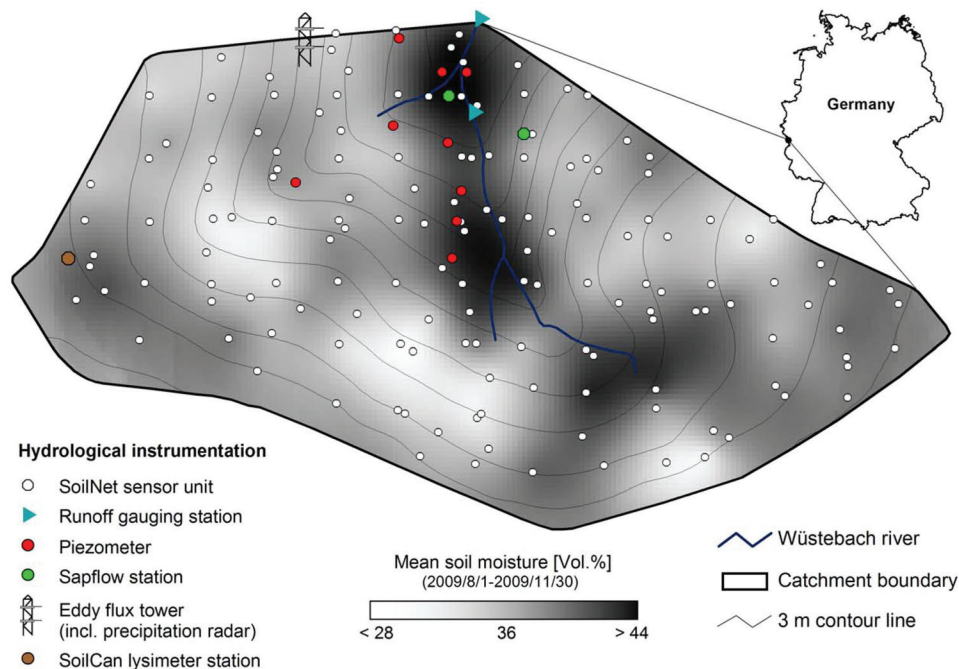 Germany
Hydrological instrumentation
SoilNet sensor unit
Runoff gauging station
Piezometer
Sapflow station
Eddy flux tower
(incl. precipitation radar)
SoilCan lysimeter station
Mean soil moisture [Vol.%]
(2009/8/1-2009/11/30)
< 28 36 > 44
Wüstebach river
Catchment boundary
3 m contour line